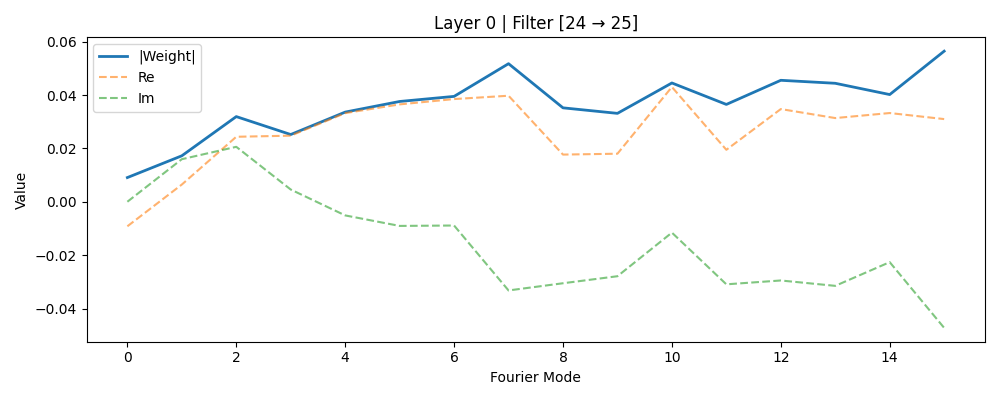 Layer 0 | Filter [24 → 25]
|Weight|
Re
Im
0.06
0.04
0.02
0.00
−0.02
−0.04
Value
0 2 4 6 8 10 12 14
Fourier Mode